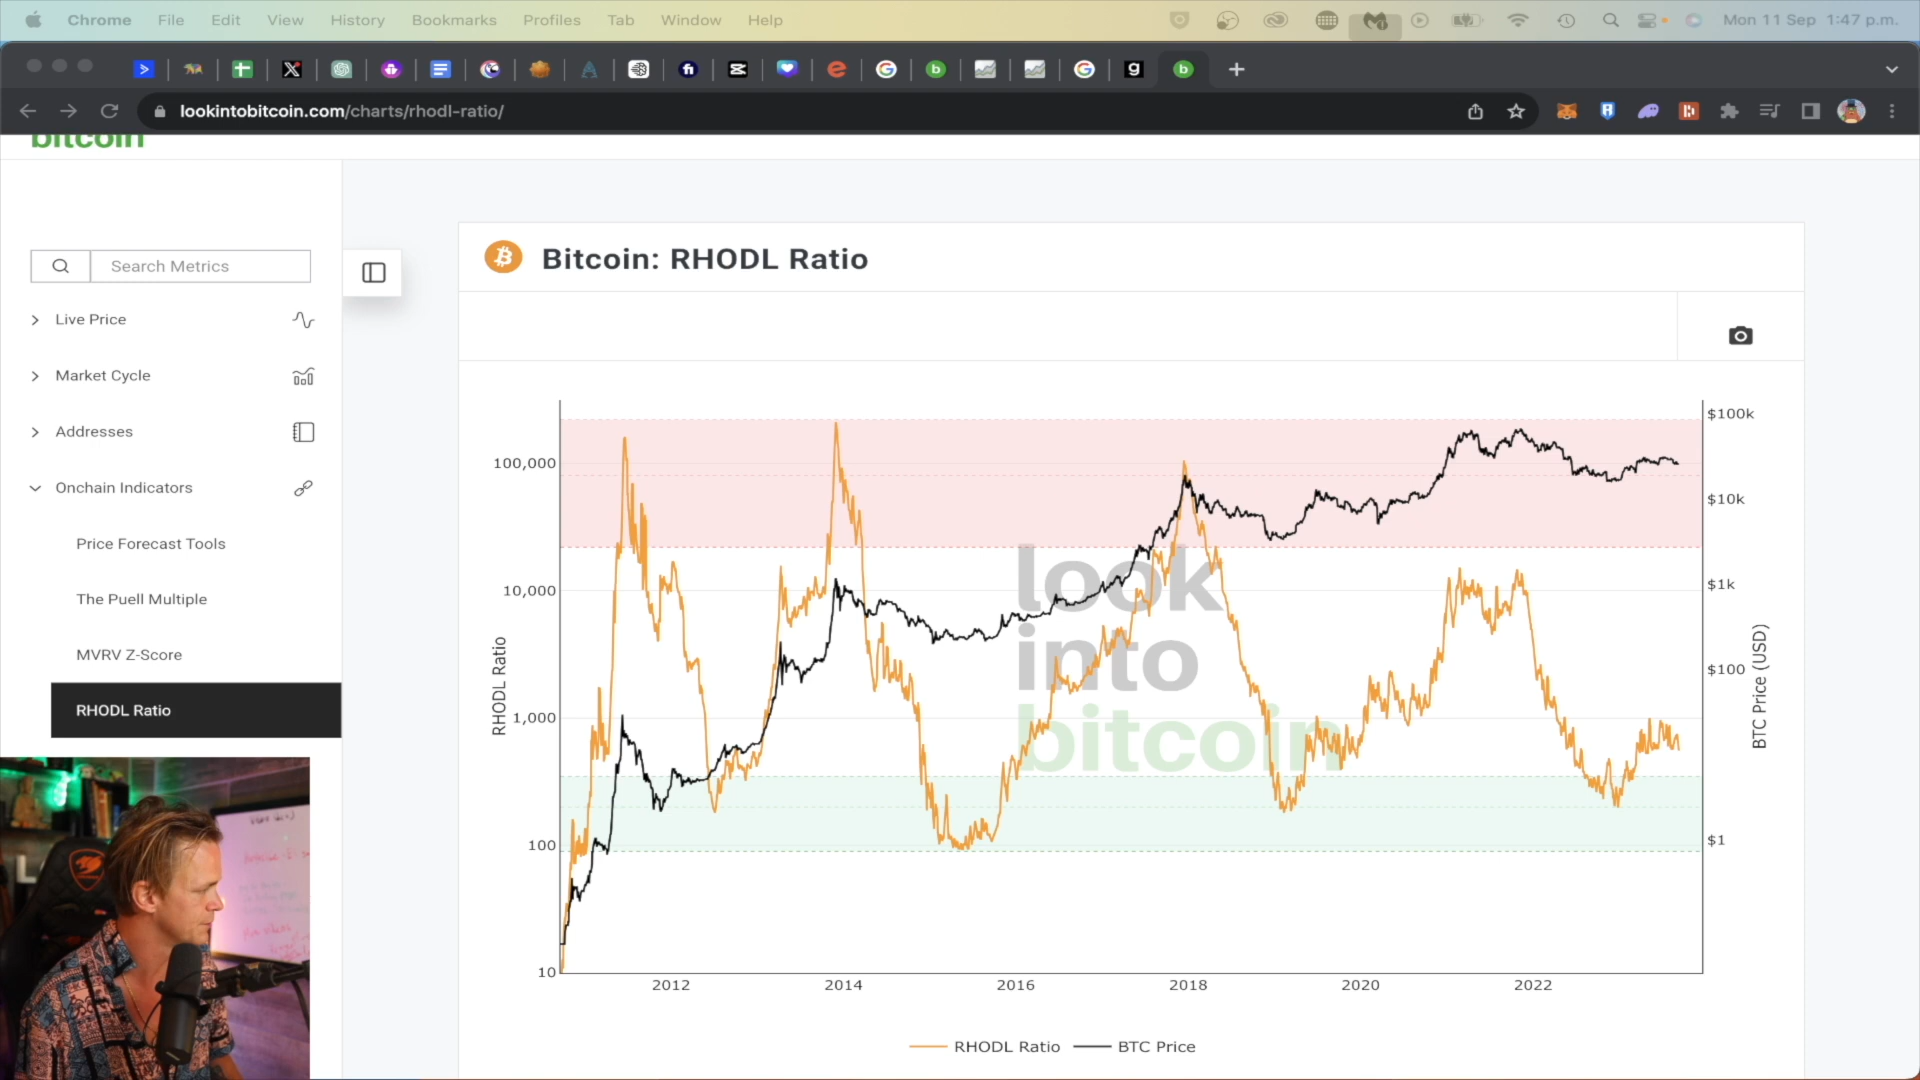 Chrome File Edit View History Bookmarks Profiles Tab Window Help Mon 11 Sep 1:47 p.m.
lookintobitcoin.com/charts/rhodl-ratio/
bitcoin
Search Metrics
Live Price
Market Cycle
Addresses
Onchain Indicators
Price Forecast Tools
The Puell Multiple
MVRV Z-Score
RHODL Ratio
Bitcoin: RHODL Ratio
100,000
10,000
1,000
100
10
RHODL Ratio
$100k
$10k
$1k
$100
$1
BTC Price (USD)
look
into
bitcoin
2012 2014 2016 2018 2020 2022
RHODL Ratio BTC Price